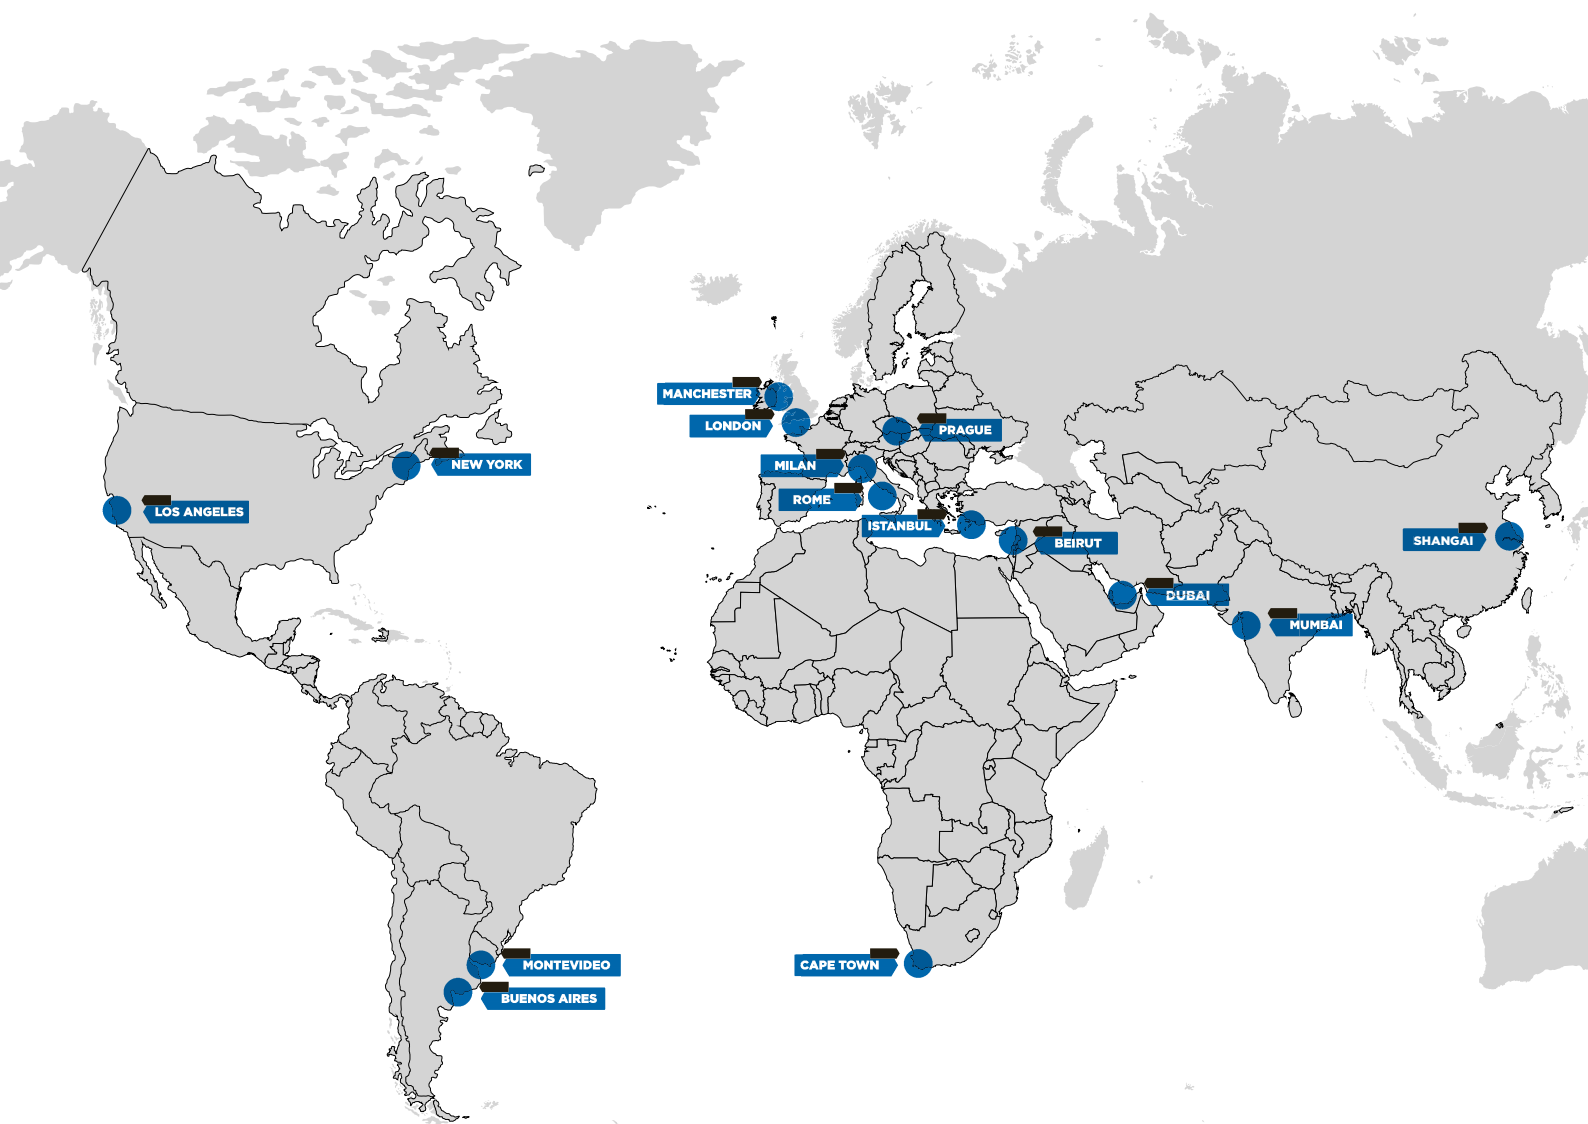 MANCHESTER
LONDON
PRAGUE
NEW YORK
MILAN
ROME
LOS ANGELES
ISTANBUL
BEIRUT
SHANGAI
DUBAI
MUMBAI
MONTEVIDEO
CAPE TOWN
BUENOS AIRES